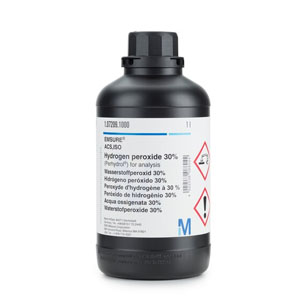 1.07209.1000 1 l
EMSURE®
ACS,ISO
Hydrogen peroxide 30%
(Perhydrol®) for analysis
Wasserstoffperoxid 30%
Hidrógeno peróxido 30%
Peroxyde d'hydrogène à 30 %
Peróxido de hidrogênio 30%
Acqua ossigenata 30%
Waterstofperoxide 30%
M